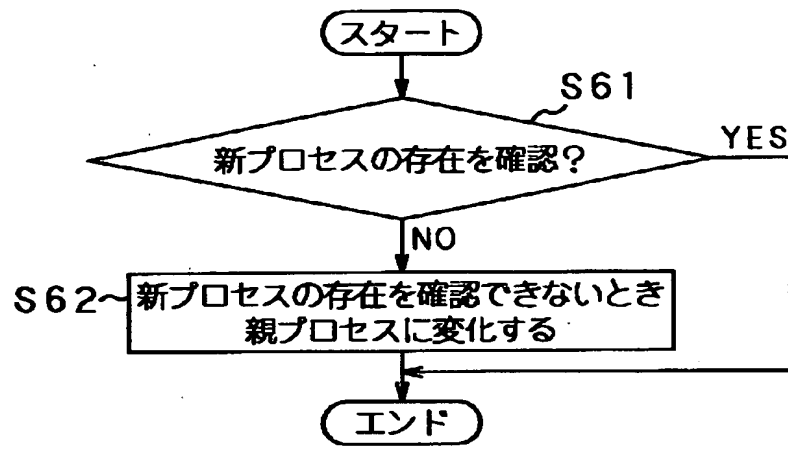 スタート
S61
新プロセスの存在を確認?
YES
NO
S62
新プロセスの存在を確認できないとき
親プロセスに変化する
エンド